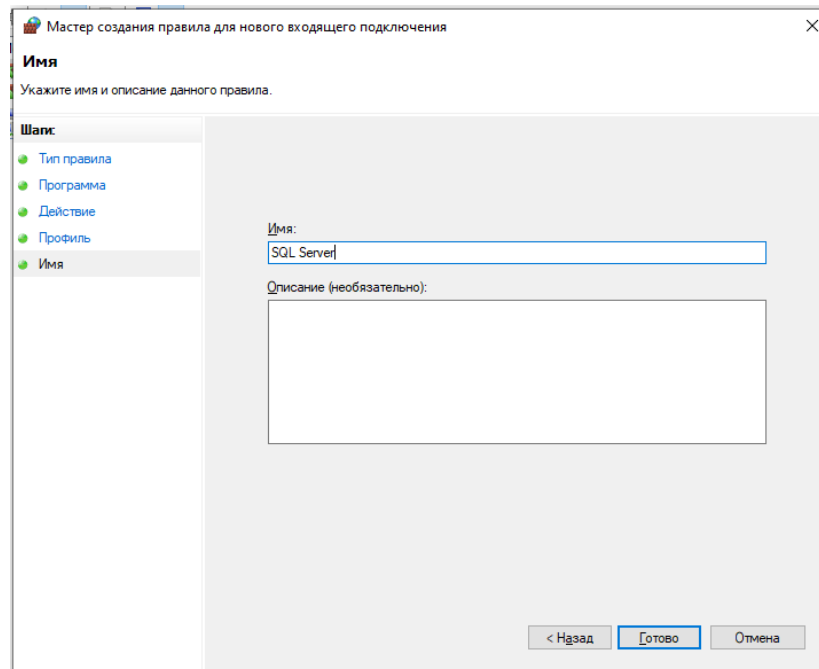 Мастер создания правила для нового входящего подключения
Имя
Укажите имя и описание данного правила.
Шаги:
Тип правила
Программа
Действие
Профиль
Имя
Имя:
SQL Server
Описание (необязательно):
< Назад
Готово
Отмена